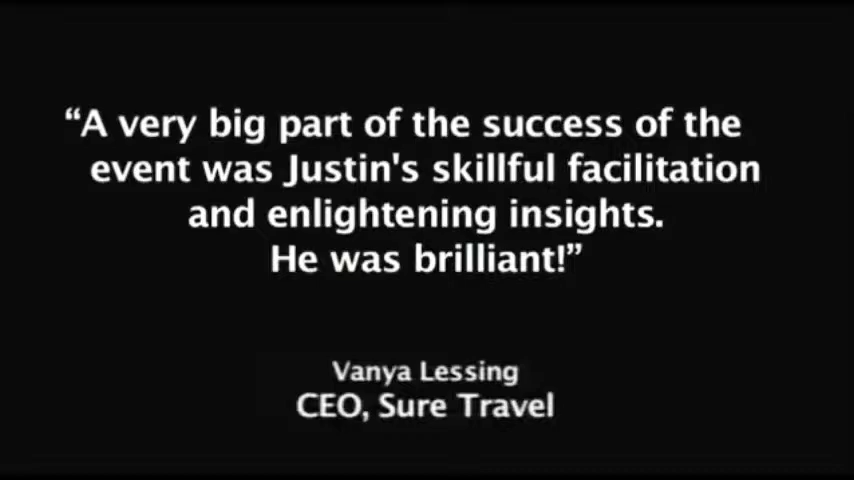 “A very big part of the success of the
event was Justin's skillful facilitation
and enlightening insights.
He was brilliant!”
Vanya Lessing
CEO, Sure Travel